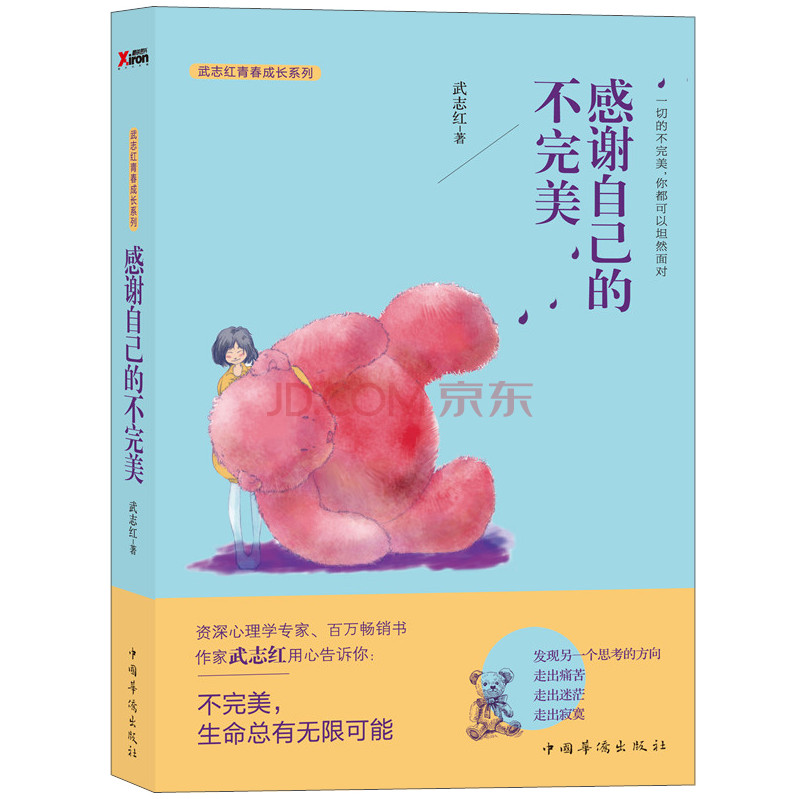 Xiron
武志红青春成长系列
感谢自己的不完美
武志红-著
中国华侨出版社
武志红青春成长系列
一切的不完美，你都可以坦然面对
感谢自己的
不完美
武志红-著
JD.COM 京东
资深心理学专家、百万畅销书
作家武志红用心告诉你：
不完美，
生命总有无限可能
发现另一个思考的方向
走出痛苦
走出迷茫
走出寂寞
中国华侨出版社